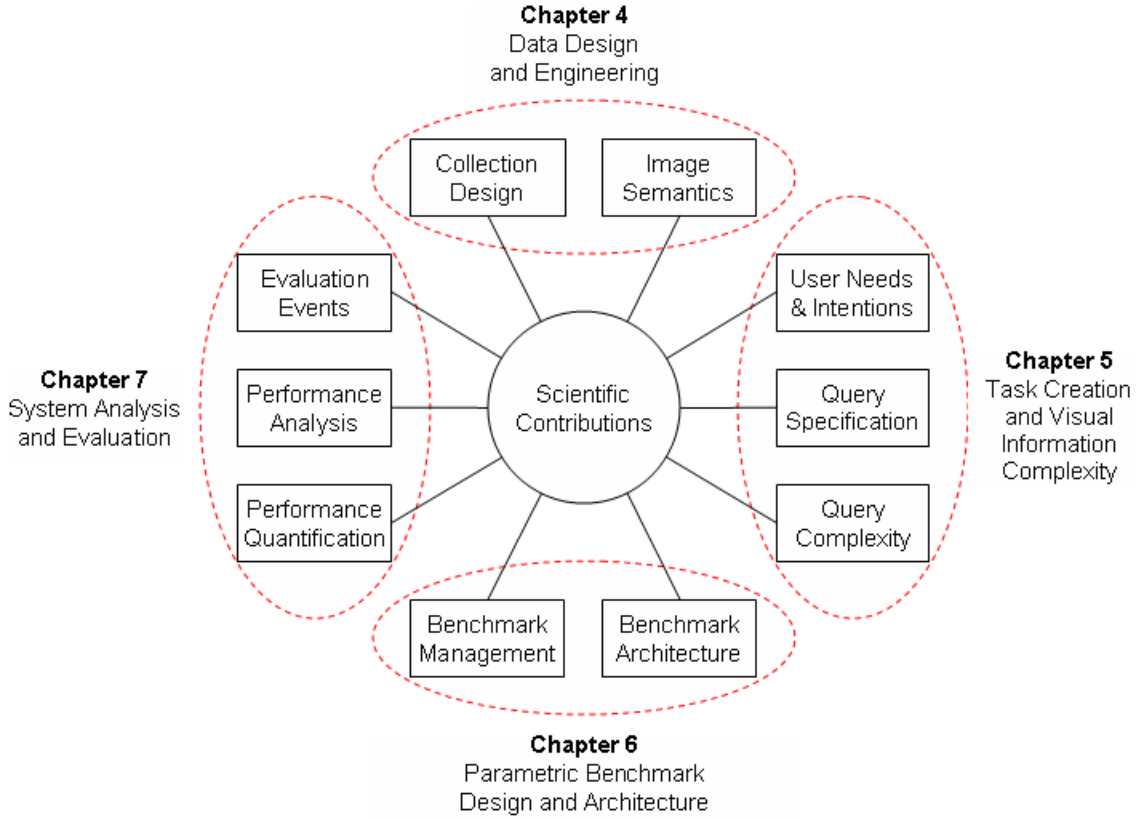 Chapter 4
Data Design
and Engineering
Collection
Design
Image
Semantics
Evaluation
Events
User Needs
& Intentions
Chapter 7
System Analysis
and Evaluation
Performance
Analysis
Scientific
Contributions
Query
Specification
Chapter 5
Task Creation
and Visual
Information
Complexity
Performance
Quantification
Query
Complexity
Benchmark
Management
Benchmark
Architecture
Chapter 6
Parametric Benchmark
Design and Architecture